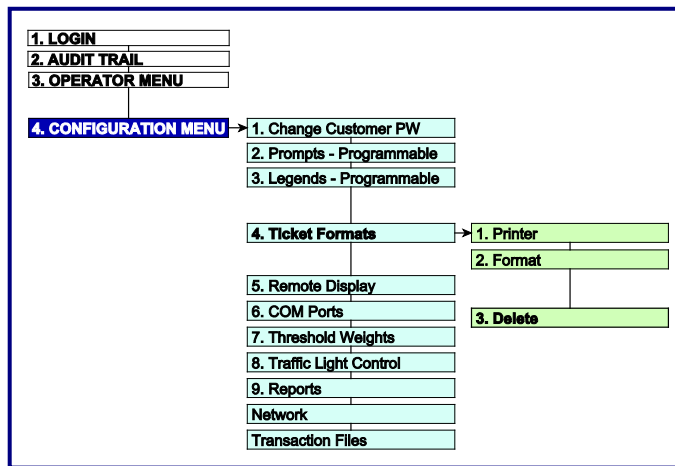 1. LOGIN
2. AUDIT TRAIL
3. OPERATOR MENU
4. CONFIGURATION MENU
1. Change Customer PW
2. Prompts - Programmable
3. Legends - Programmable
4. Ticket Formats
1. Printer
2. Format
3. Delete
5. Remote Display
6. COM Ports
7. Threshold Weights
8. Traffic Light Control
9. Reports
Network
Transaction Files